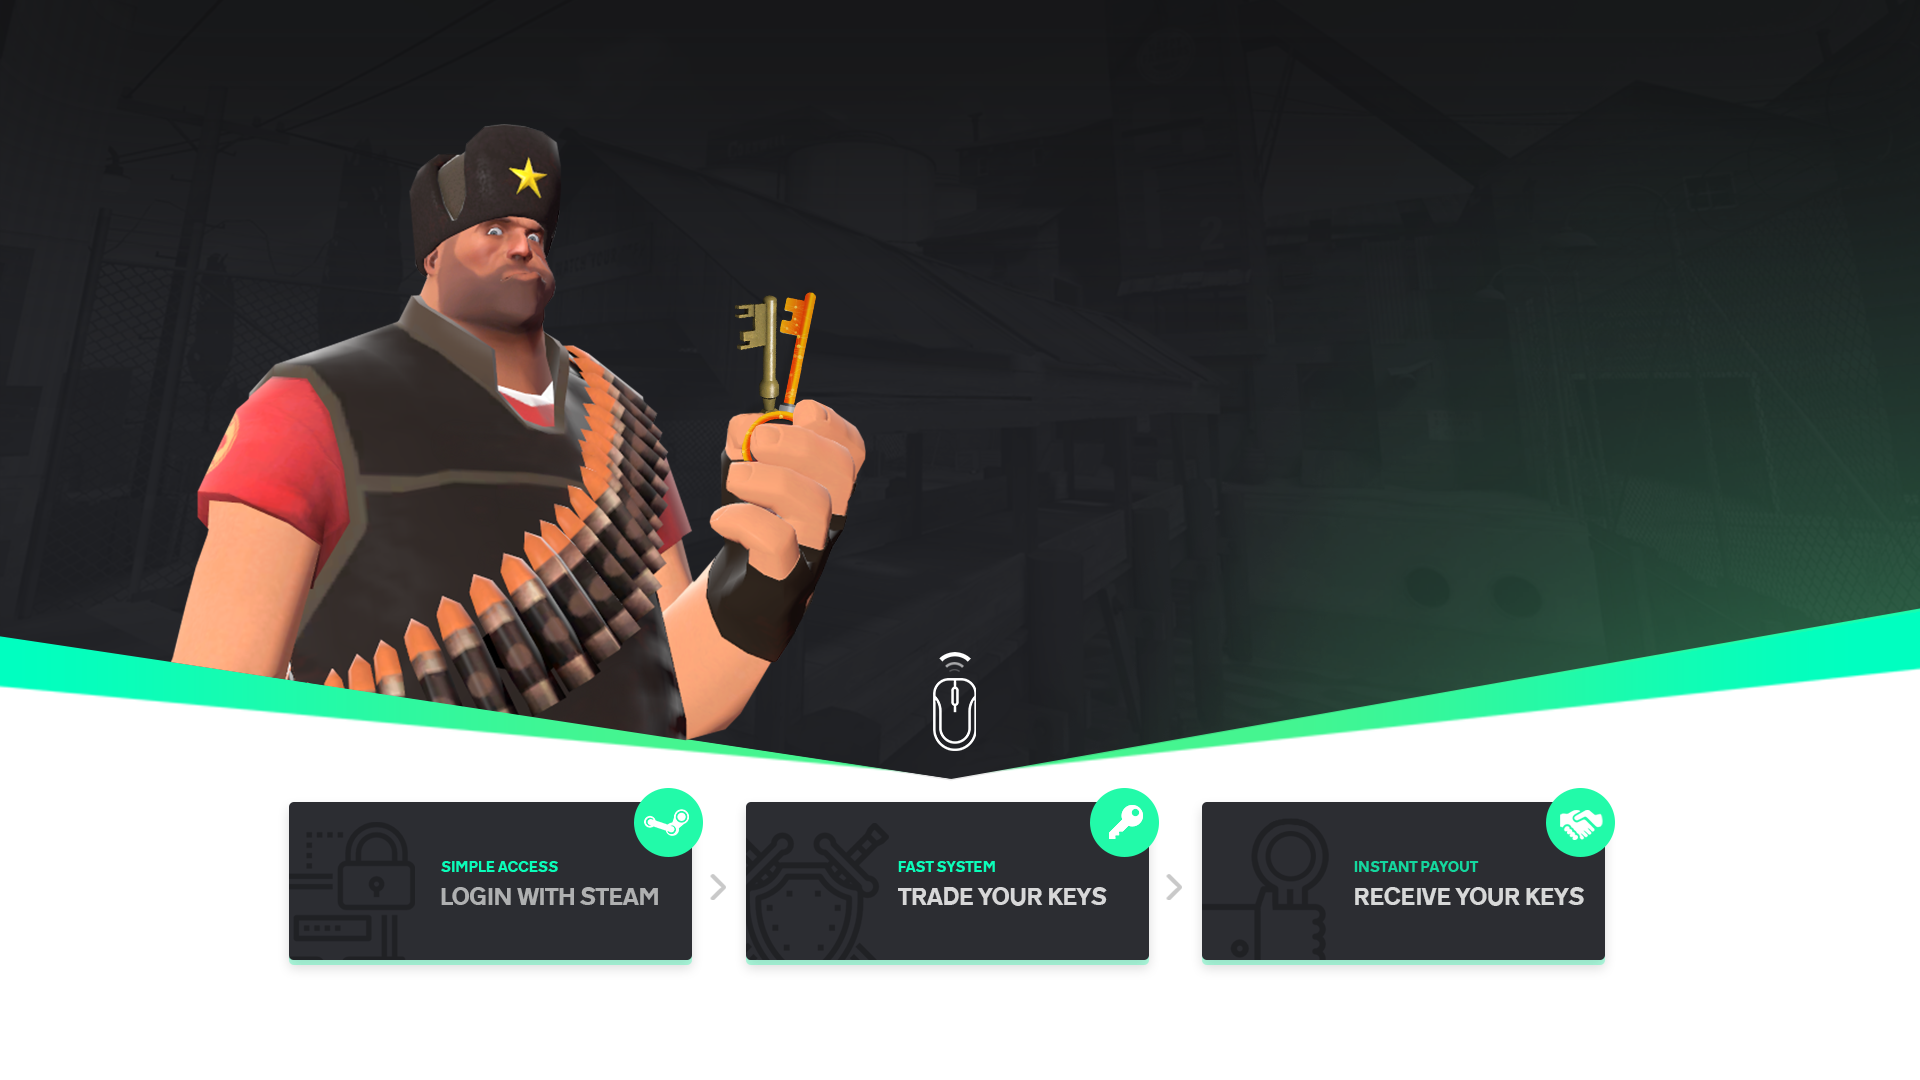 SIMPLE ACCESS
LOGIN WITH STEAM
FAST SYSTEM
TRADE YOUR KEYS
INSTANT PAYOUT
RECEIVE YOUR KEYS